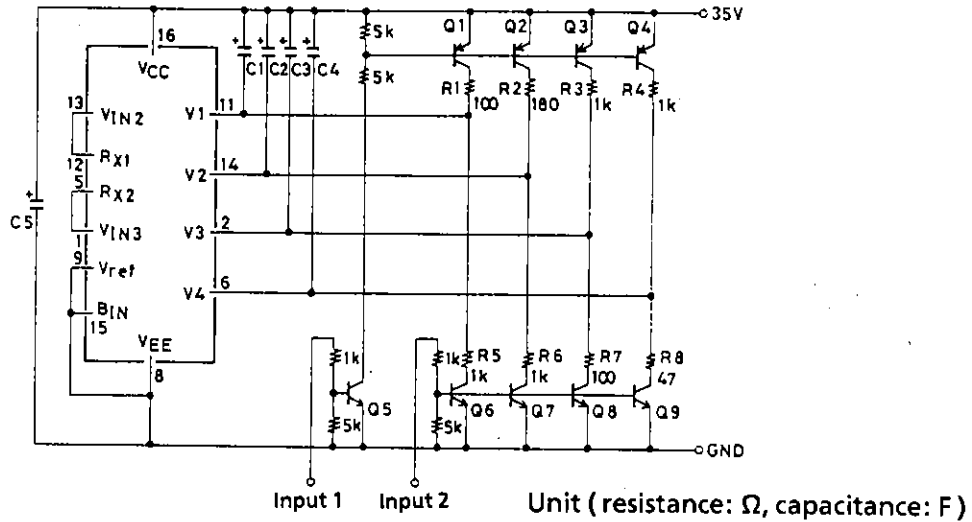 35V
16
5k
Q1
Q2
Q3
Q4
+
+
+
+
C1
C2
C3
C4
VCC
5k
R1
R2
R3
R4
100
180
1k
1k
13
VIN2
V1
11
RX1
12
V2
14
5
RX2
+
C5
VIN3
V3
2
1
9
Vref
V4
6
BIN
15
VEE
8
1k
1k
R5
R6
R7
R8
1k
1k
100
47
Q5
Q6
Q7
Q8
Q9
5k
5k
GND
Input 1
Input 2
Unit ( resistance: Ω, capacitance: F )